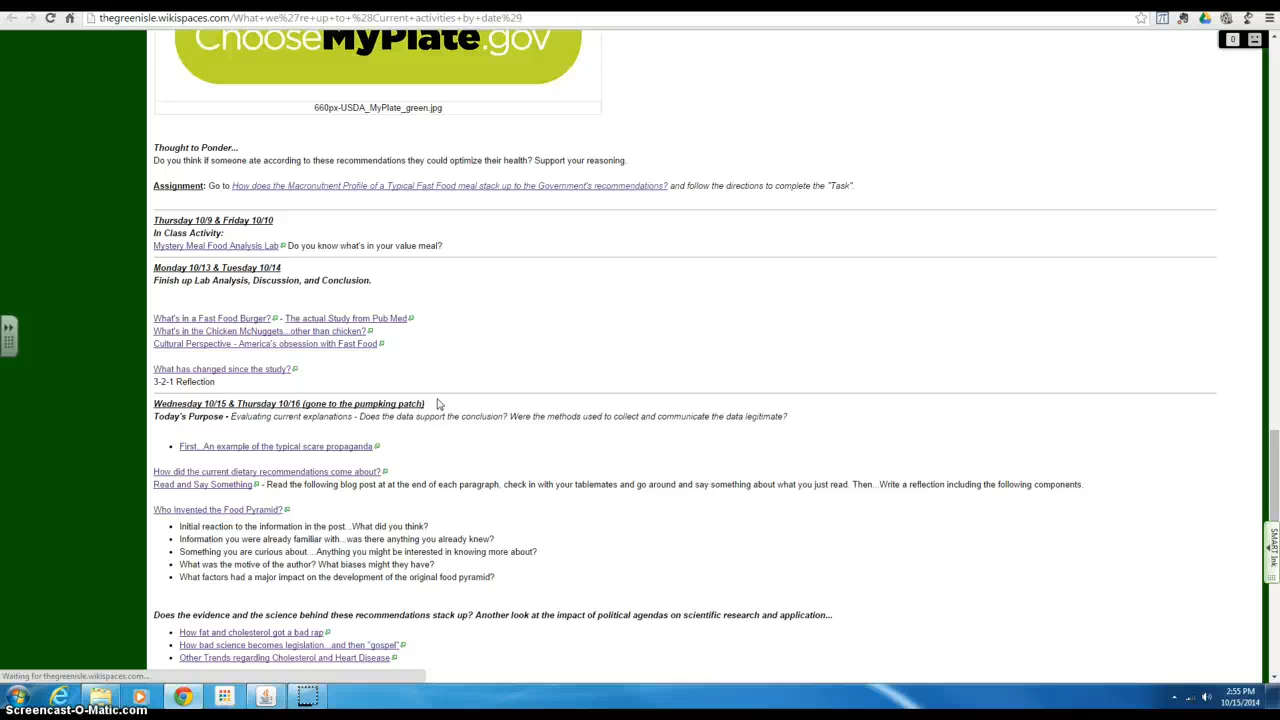 thegreenisle.wikispaces.com/What+we%27re+up+to+%28Current+activities+by+date%29
ChooseMyPlate.gov
0
660px-USDA_MyPlate_green.jpg
Thought to Ponder...
Do you think if someone ate according to these recommendations they could optimize their health? Support your reasoning.
Assignment: Go to How does the Macronutrient Profile of a Typical Fast Food meal stack up to the Government's recommendations? and follow the directions to complete the "Task".
Thursday 10/9 & Friday 10/10
In Class Activity:
Mystery Meal Food Analysis Lab Do you know what's in your value meal?
Monday 10/13 & Tuesday 10/14
Finish up Lab Analysis, Discussion, and Conclusion.
What's in a Fast Food Burger? - The actual Study from Pub Med
What's in the Chicken McNuggets...other than chicken?
Cultural Perspective - America's obsession with Fast Food
What has changed since the study?
3-2-1 Reflection
Wednesday 10/15 & Thursday 10/16 (gone to the pumpking patch)
Today's Purpose - Evaluating current explanations - Does the data support the conclusion? Were the methods used to collect and communicate the data legitimate?
First...An example of the typical scare propaganda
How did the current dietary recommendations come about?
Read and Say Something - Read the following blog post at at the end of each paragraph, check in with your tablemates and go around and say something about what you just read. Then...Write a reflection including the following components.
Who Invented the Food Pyramid?
Initial reaction to the information in the post...What did you think?
Information you were already familiar with...was there anything you already knew?
Something you are curious about....Anything you might be interested in knowing more about?
What was the motive of the author? What biases might they have?
What factors had a major impact on the development of the original food pyramid?
SMART Ink
Does the evidence and the science behind these recommendations stack up? Another look at the impact of political agendas on scientific research and application...
How fat and cholesterol got a bad rap
How bad science becomes legislation...and then "gospel"
Other Trends regarding Cholesterol and Heart Disease
Waiting for thegreenisle.wikispaces.com...
2:55 PM
10/15/2014
Screencast-O-Matic.com